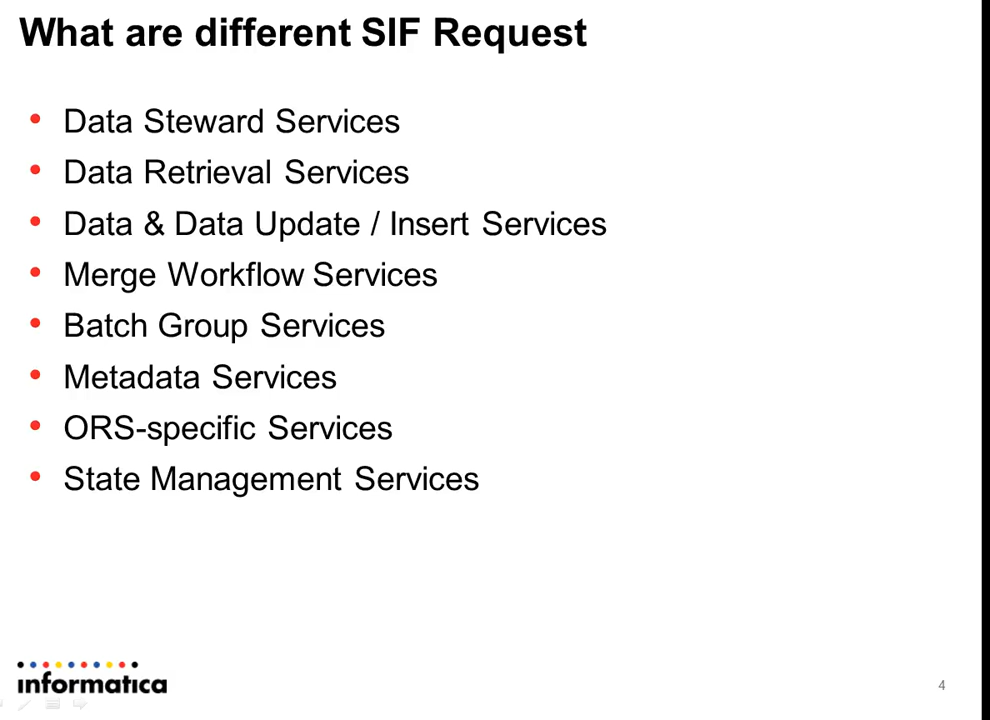 What are different SIF Request
• Data Steward Services
• Data Retrieval Services
• Data & Data Update / Insert Services
• Merge Workflow Services
• Batch Group Services
• Metadata Services
• ORS-specific Services
• State Management Services
informatica
4